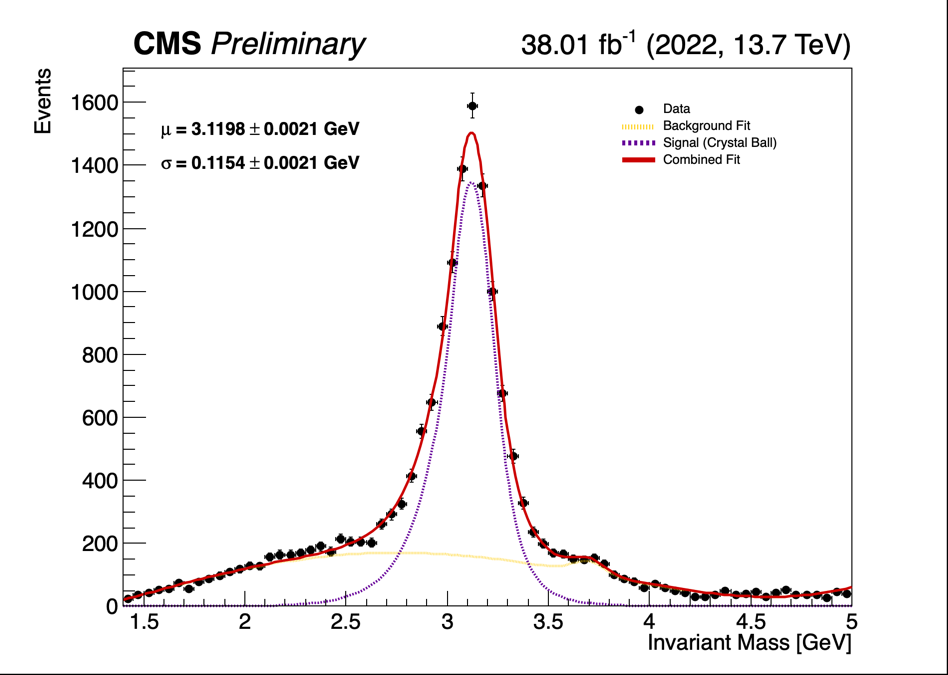 CMS Preliminary
38.01 fb⁻¹ (2022, 13.7 TeV)
Events
1600
1400
1200
1000
800
600
400
200
0
μ = 3.1198 ± 0.0021 GeV
σ = 0.1154 ± 0.0021 GeV
Data
Background Fit
Signal (Crystal Ball)
Combined Fit
1.5 2 2.5 3 3.5 4 4.5 5
Invariant Mass [GeV]